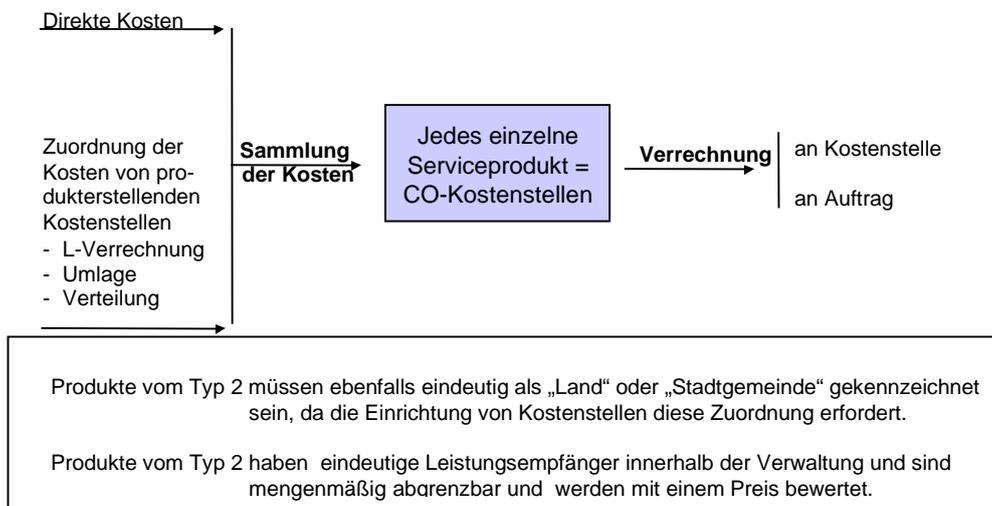 Direkte Kosten
Zuordnung der
Kosten von pro-
dukterstellenden
Kostenstellen
- L-Verrechnung
- Umlage
- Verteilung
Sammlung
der Kosten
Jedes einzelne
Serviceprodukt =
CO-Kostenstellen
Verrechnung
an Kostenstelle
an Auftrag
Produkte vom Typ 2 müssen ebenfalls eindeutig als „Land“ oder „Stadtgemeinde“ gekennzeichnet
sein, da die Einrichtung von Kostenstellen diese Zuordnung erfordert.
Produkte vom Typ 2 haben eindeutige Leistungsempfänger innerhalb der Verwaltung und sind
mengenmäßig abgrenzbar und werden mit einem Preis bewertet.